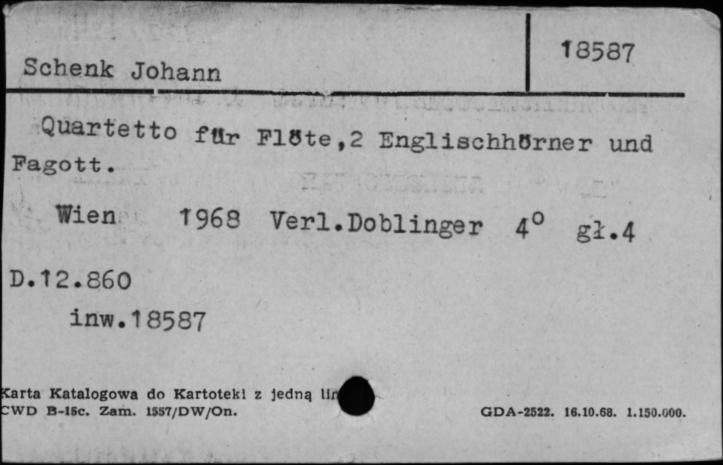 18587
Schenk Johann
Quartetto für Flöte,2 Englischhörner und
Fagott.
Wien 1968 Verl.Doblinger 4° gł.4
D.12.860
inw.18587
Karta Katalogowa do Kartoteki z jedną
CWD B-15c. Zam. 1557/DW/On.
GDA-2522. 16.10.68. 1.150.000.